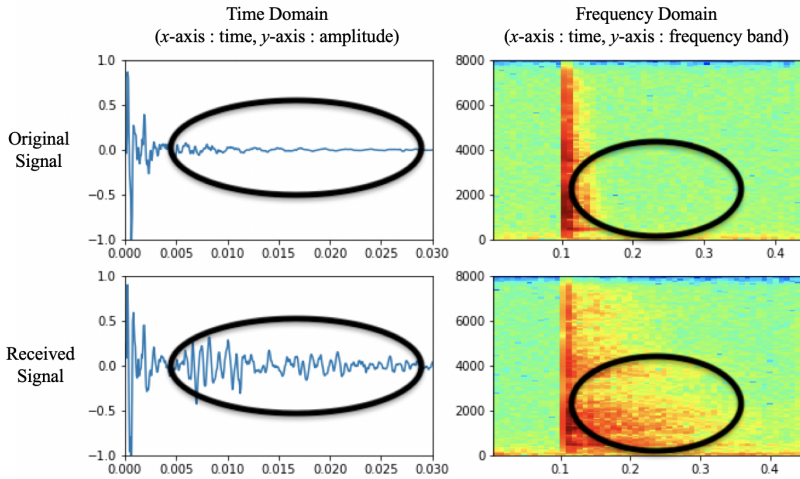 Time Domain
(x-axis : time, y-axis : amplitude)
Frequency Domain
(x-axis : time, y-axis : frequency band)
Original
Signal
1.0
0.5
0.0
−0.5
−1.0
0.000 0.005 0.010 0.015 0.020 0.025 0.030
8000
6000
4000
2000
0
0.1 0.2 0.3 0.4
Received
Signal
1.0
0.5
0.0
−0.5
−1.0
0.000 0.005 0.010 0.015 0.020 0.025 0.030
8000
6000
4000
2000
0
0.1 0.2 0.3 0.4